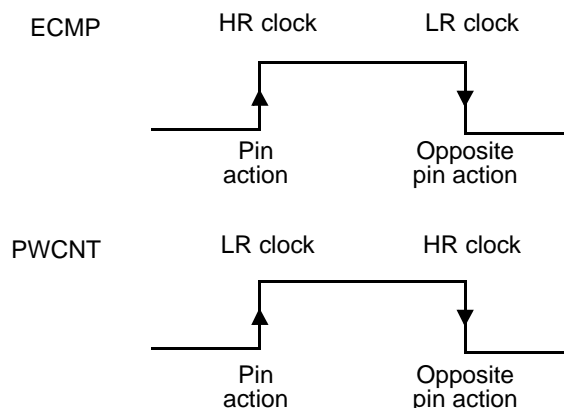 ECMP
HR clock
LR clock
Pin
action
Opposite
pin action
PWCNT
LR clock
HR clock
Pin
action
Opposite
pin action